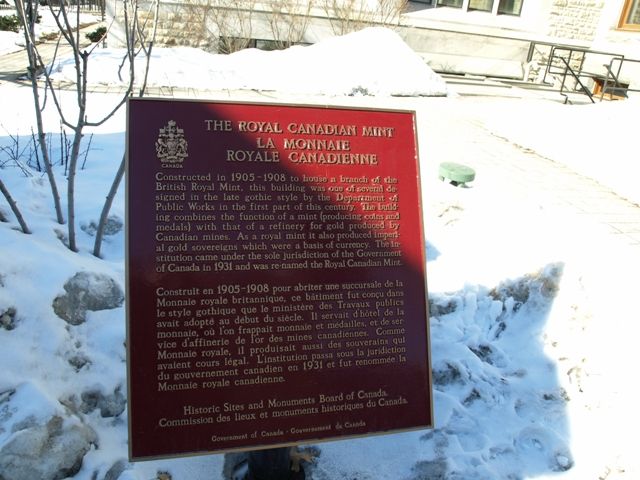 CANADA
THE ROYAL CANADIAN MINT
LA MONNAIE
ROYALE CANADIENNE
Constructed in 1905-1908 to house a branch of the
British Royal Mint, this building was one of several de-
signed in the late gothic style by the Department of
Public Works in the first part of this century. The build-
ing combines the function of a mint (producing coins and
medals) with that of a refinery for gold produced by
Canadian mines. As a royal mint it also produced imperi-
al gold sovereigns which were a basis of currency. The in-
stitution came under the sole jurisdiction of the Government
of Canada in 1931 and was re-named the Royal Canadian Mint.
Construit en 1905-1908 pour abriter une succursale de la
Monnaie royale britannique, ce bâtiment fut conçu dans
le style gothique que le ministère des Travaux publics
avait adopté au début du siècle. Il servait d'hôtel de la
monnaie, où l'on frappait monnaie et médailles, et de ser
vice d'affinerie de l'or des mines canadiennes. Comme
Monnaie royale, il produisait aussi des souverains qui
avaient cours légal. L'institution passa sous la juridiction
du gouvernement canadien en 1931 et fut renommée la
Monnaie royale canadienne.
Historic Sites and Monuments Board of Canada.
Commission des lieux et monuments historiques du Canada.
Government of Canada - Gouvernement du Canada